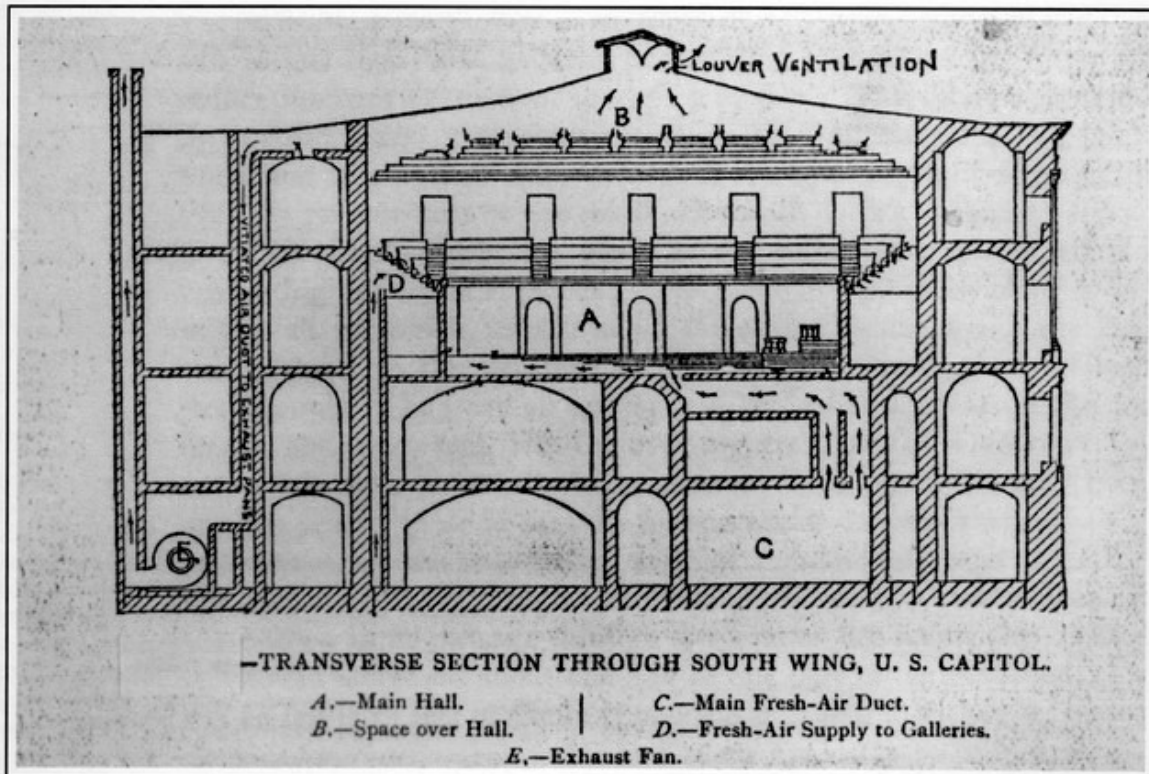 LOUVER VENTILATION
B
D
A
VITIATED AIR DUCT TO EXHAUST FANS
C
E
—TRANSVERSE SECTION THROUGH SOUTH WING, U. S. CAPITOL.
A.—Main Hall.
B.—Space over Hall.
C.—Main Fresh-Air Duct.
D.—Fresh-Air Supply to Galleries.
E.—Exhaust Fan.